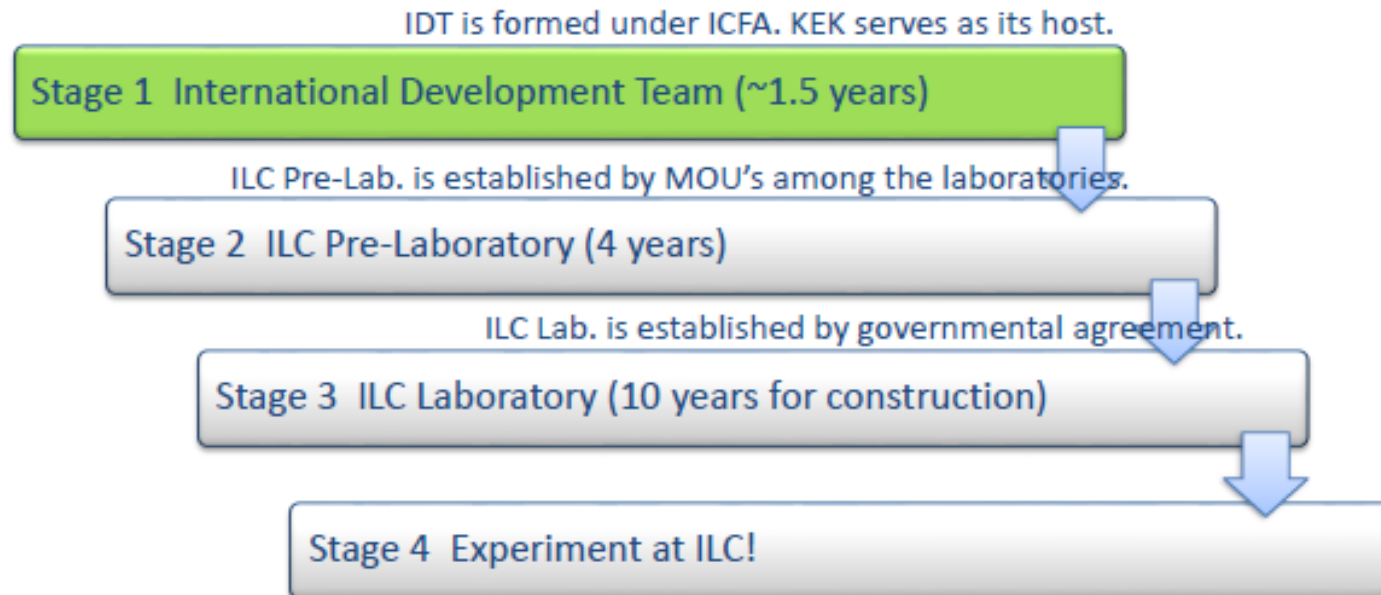 IDT is formed under ICFA. KEK serves as its host.
Stage 1  International Development Team (~1.5 years)
ILC Pre-Lab. is established by MOU's among the laboratories.
Stage 2  ILC Pre-Laboratory (4 years)
ILC Lab. is established by governmental agreement.
Stage 3  ILC Laboratory (10 years for construction)
Stage 4  Experiment at ILC!